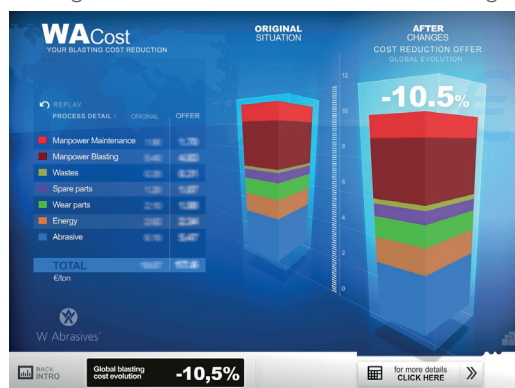 WACost
YOUR BLASTING COST REDUCTION
ORIGINAL
SITUATION
AFTER
CHANGES
COST REDUCTION OFFER
GLOBAL EVOLUTION
REPLAY
PROCESS DETAIL : ORIGINAL OFFER
Manpower Maintenance
Manpower Blasting
Wastes
Spare parts
Wear parts
Energy
Abrasive
TOTAL
€/ton
12
10
8
6
4
2
0
-10.5%
W Abrasives
BACK
INTRO
Global blasting
cost evolution
-10,5%
for more details
CLICK HERE